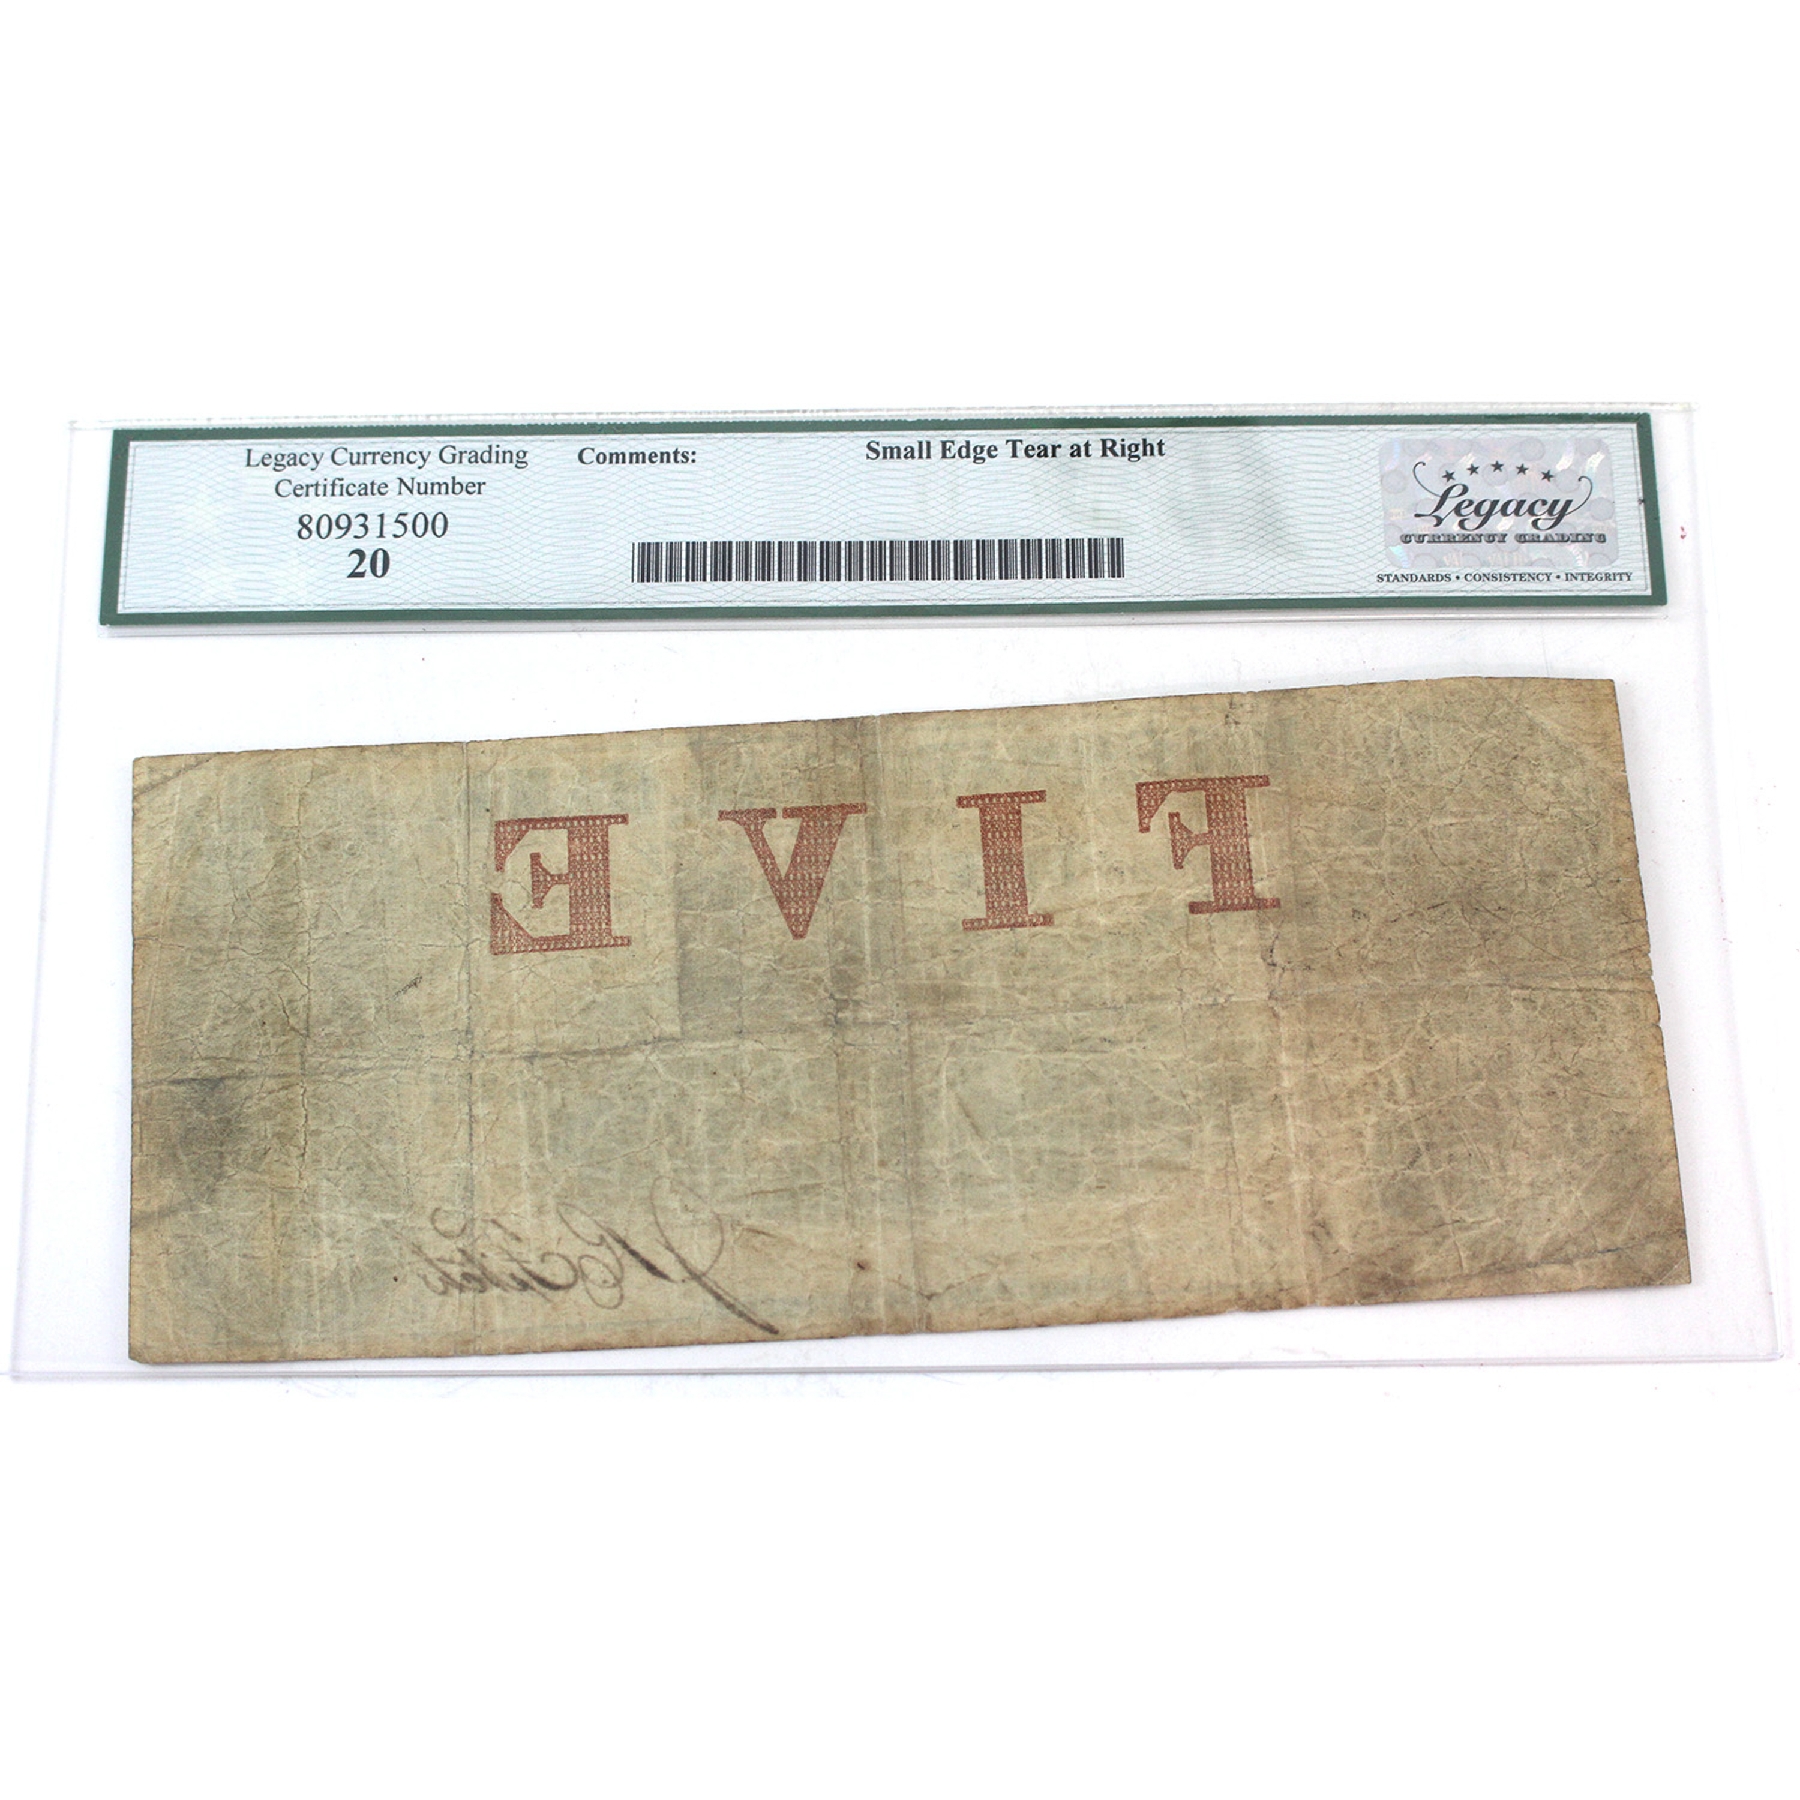 Legacy Currency Grading
Certificate Number
80931500
20
Comments: Small Edge Tear at Right
Legacy
CURRENCY GRADING
STANDARDS • CONSISTENCY • INTEGRITY
FIVE